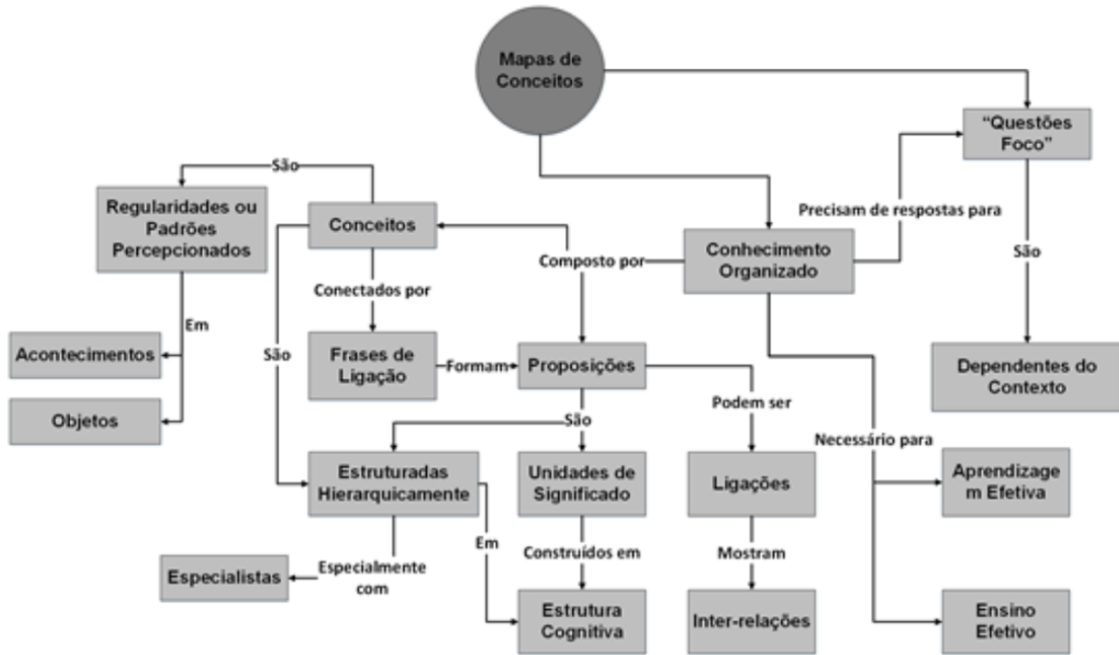 Mapas de
Conceitos
"Questões
Foco"
São
Regularidades ou
Padrões
Percepcionados
Conceitos
Precisam de respostas para
Conhecimento
Organizado
Composto por
São
Conectados por
Em
Acontecimentos
São
Frases de
Ligação
Formam
Proposições
Dependentes do
Contexto
Objetos
Podem ser
São
Necessário para
Estruturadas
Hierarquicamente
Unidades de
Significado
Ligações
Aprendizage
m Efetiva
Em
Construídos em
Mostram
Especialistas
Especialmente
com
Estrutura
Cognitiva
Inter-relações
Ensino
Efetivo